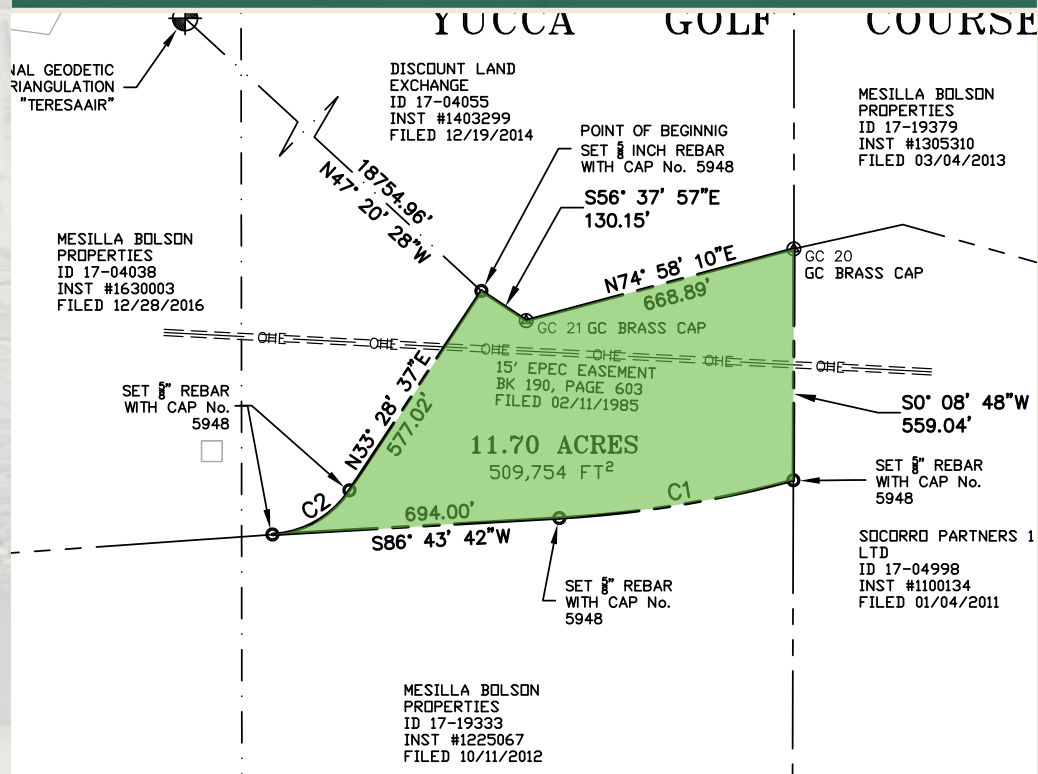 YUCCA GOLF COURSE
NAL GEODETIC
RIANGULATION
"TERESAAIR"
DISCOUNT LAND
EXCHANGE
ID 17-04055
INST #1403299
FILED 12/19/2014
MESILLA BOLSON
PROPERTIES
ID 17-19379
INST #1305310
FILED 03/04/2013
POINT OF BEGINNIG
SET 5/8 INCH REBAR
WITH CAP No. 5948
18754.96'
N47° 20' 28"W
S56° 37' 57"E
130.15'
MESILLA BOLSON
PROPERTIES
ID 17-04038
INST #1630003
FILED 12/28/2016
N74° 58' 10"E
668.89'
GC 20
GC BRASS CAP
GC 21 GC BRASS CAP
OHE OHE OHE OHE OHE OHE
15' EPEC EASEMENT
BK 190, PAGE 603
FILED 02/11/1985
SET 5/8" REBAR
WITH CAP No.
5948
N33° 28' 37"E
577.02'
S0° 08' 48"W
559.04'
11.70 ACRES
509,754 FT²
SET 5/8" REBAR
WITH CAP No.
5948
C2
694.00'
C1
S86° 43' 42"W
SOCORRO PARTNERS 1
LTD
ID 17-04998
INST #1100134
FILED 01/04/2011
SET 5/8" REBAR
WITH CAP No.
5948
MESILLA BOLSON
PROPERTIES
ID 17-19333
INST #1225067
FILED 10/11/2012